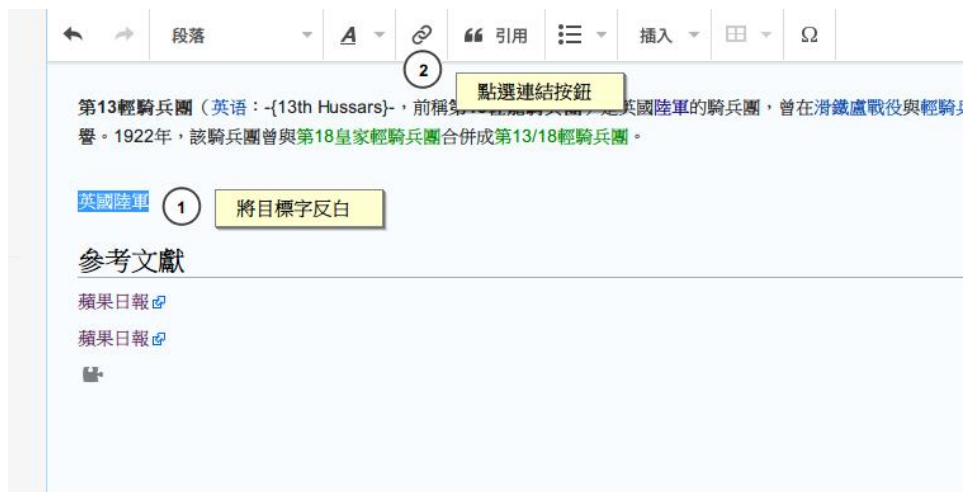 段落 A 引用 插入 Ω
2
點選連結按鈕
第13輕騎兵團（英语：-{13th Hussars}-，前稱第 英國陸軍的騎兵團，曾在滑鐵盧戰役與輕騎
譽。1922年，該騎兵團曾與第18皇家輕騎兵團合併成第13/18輕騎兵團。
英國陸軍 1 將目標字反白
參考文獻
蘋果日報
蘋果日報